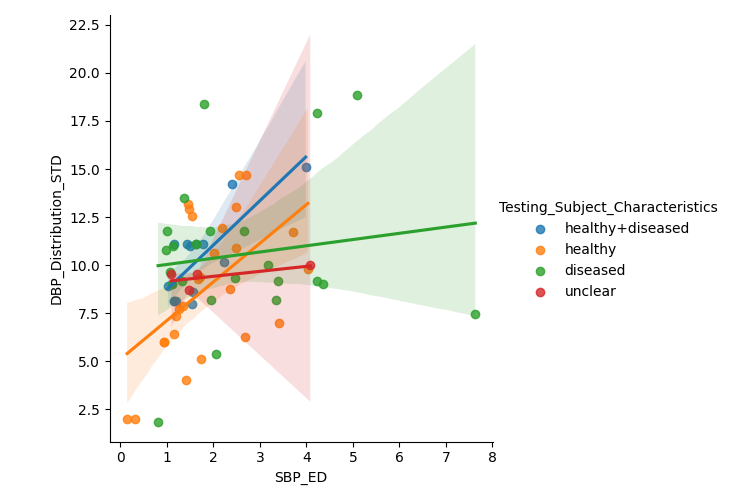 22.5
20.0
17.5
15.0
12.5
10.0
7.5
5.0
2.5
DBP_Distribution_STD
0 1 2 3 4 5 6 7 8
SBP_ED
Testing_Subject_Characteristics
healthy+diseased
healthy
diseased
unclear